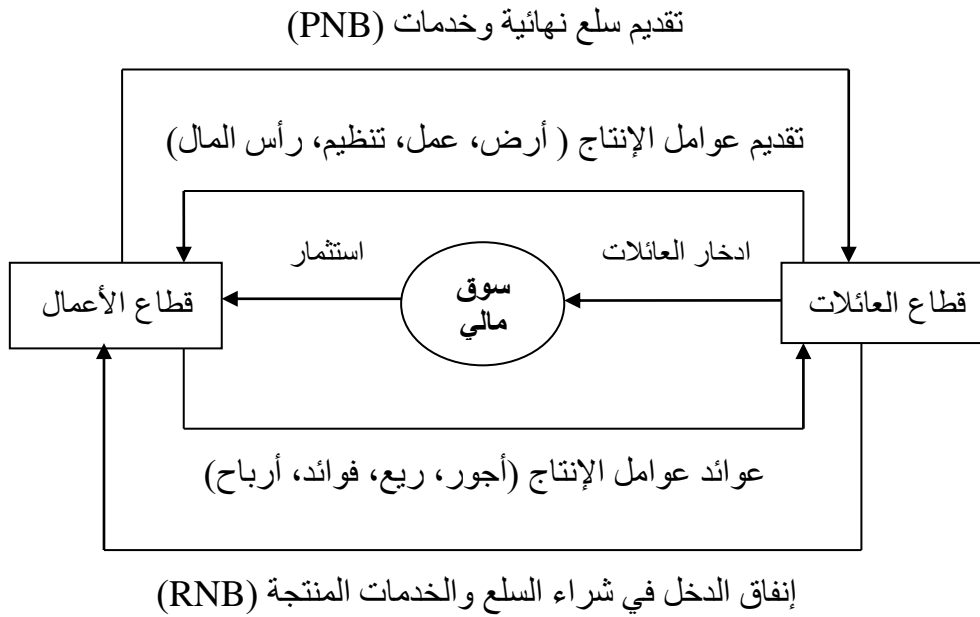 تقديم سلع نهائية وخدمات (PNB)
تقديم عوامل الإنتاج ( أرض، عمل، تنظيم، رأس المال)
ادخار العائلات
استثمار
قطاع العائلات
سوق
مالي
قطاع الأعمال
عوائد عوامل الإنتاج (أجور، ريع، فوائد، أرباح)
إنفاق الدخل في شراء السلع والخدمات المنتجة (RNB)